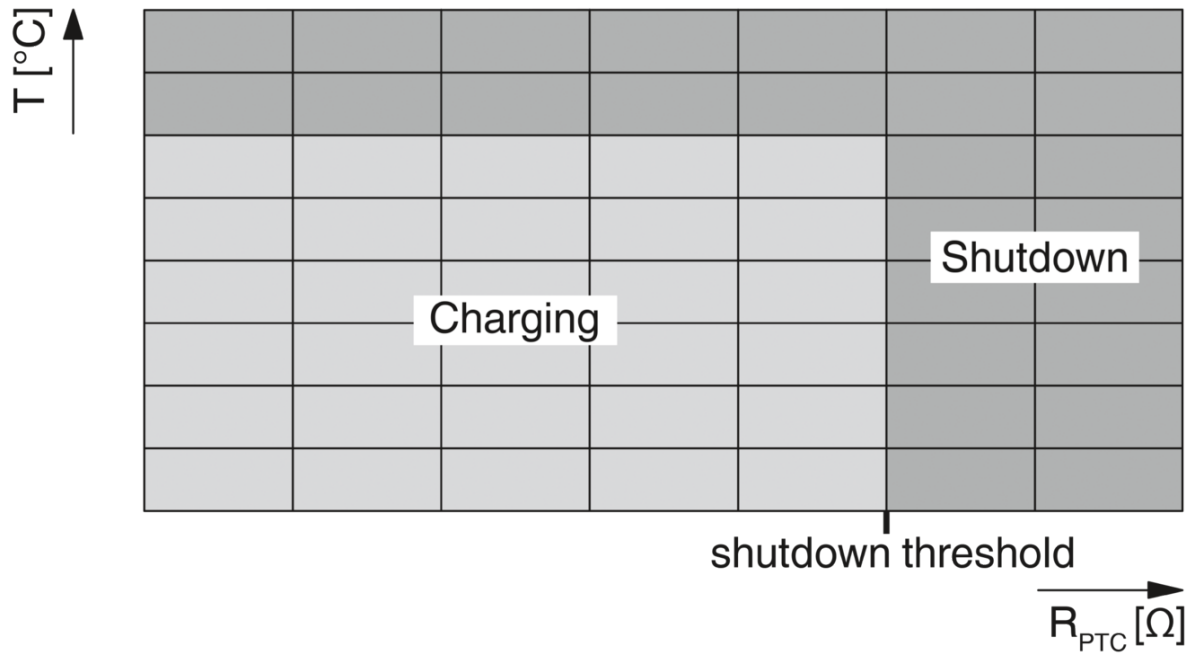 T [°C]
Shutdown
Charging
shutdown threshold
R_PTC [Ω]